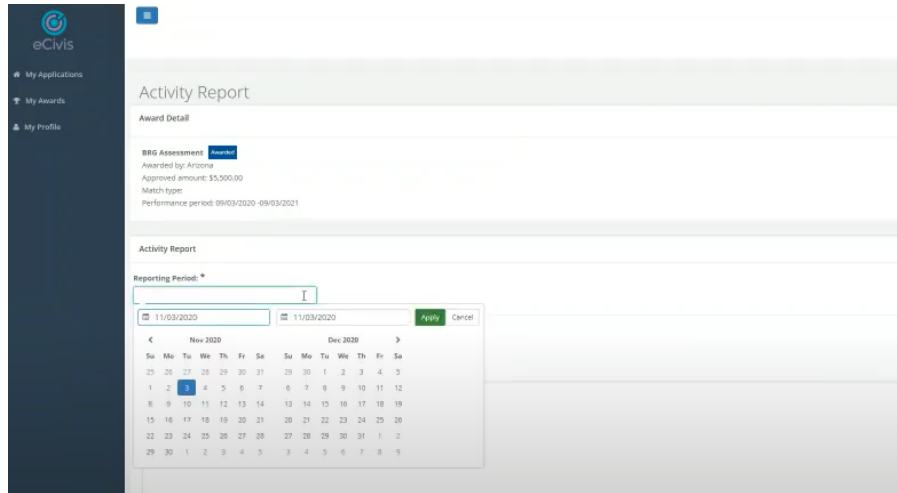 eCivis
My Applications
My Awards
My Profile
Activity Report
Award Detail
BRG Assessment Awarded
Awarded by: Arizona
Approved amount: $5,500.00
Match type:
Performance period: 09/03/2020 -09/03/2021
Activity Report
Reporting Period: *
11/03/2020 11/03/2020 Apply Cancel
< Nov 2020 Dec 2020 >
Su Mo Tu We Th Fr Sa Su Mo Tu We Th Fr Sa
25 26 27 28 29 30 31 29 30 1 2 3 4 5
1 2 3 4 5 6 7 6 7 8 9 10 11 12
8 9 10 11 12 13 14 13 14 15 16 17 18 19
15 16 17 18 19 20 21 20 21 22 23 24 25 26
22 23 24 25 26 27 28 27 28 29 30 31 1 2
29 30 1 2 3 4 5 3 4 5 6 7 8 9